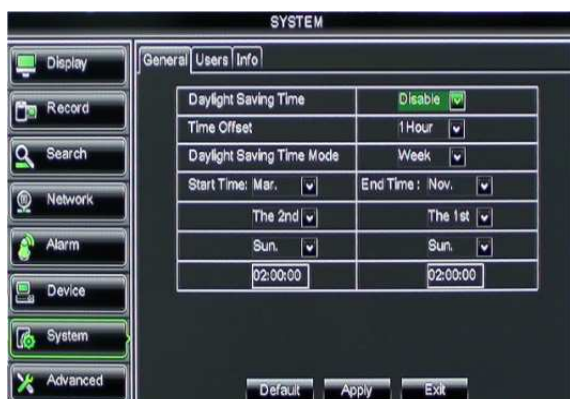 SYSTEM
Display
Record
Search
Network
Alarm
Device
System
Advanced
General Users Info
Daylight Saving Time Disable
Time Offset 1Hour
Daylight Saving Time Mode Week
Start Time: Mar. End Time : Nov.
The 2nd The 1st
Sun. Sun.
02:00:00 02:00:00
Default Apply Exit